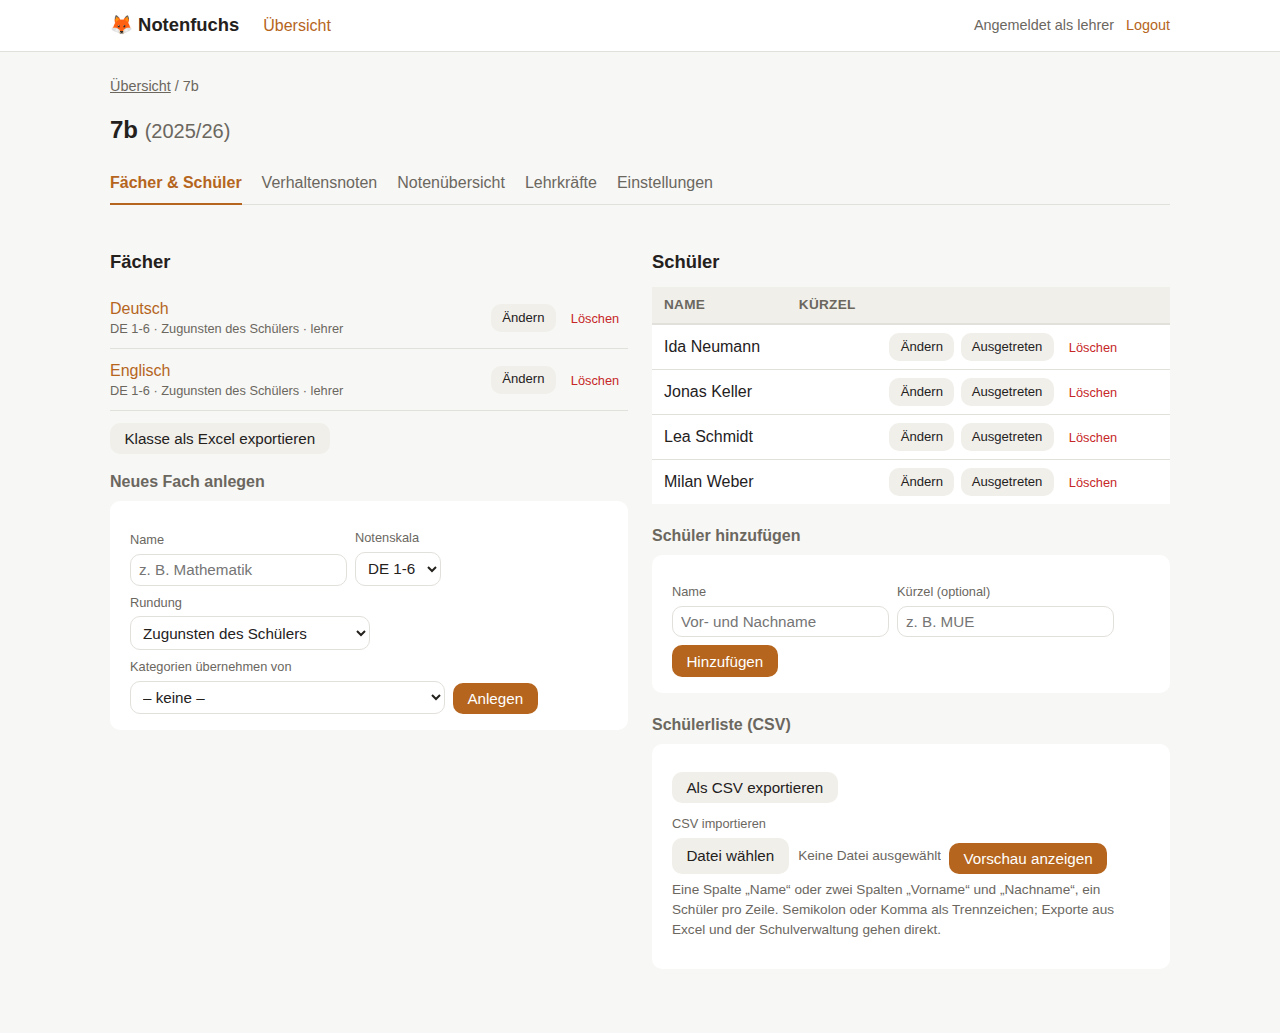 🦊 Notenfuchs Übersicht Angemeldet als lehrer Logout
Übersicht / 7b
7b (2025/26)
Fächer & Schüler Verhaltensnoten Notenübersicht Lehrkräfte Einstellungen
Fächer
Deutsch
DE 1-6 · Zugunsten des Schülers · lehrer
Ändern Löschen
Englisch
DE 1-6 · Zugunsten des Schülers · lehrer
Ändern Löschen
Klasse als Excel exportieren
Neues Fach anlegen
Name Notenskala
z. B. Mathematik DE 1-6
Rundung
Zugunsten des Schülers
Kategorien übernehmen von
– keine – Anlegen
Schüler
NAME KÜRZEL
Ida Neumann Ändern Ausgetreten Löschen
Jonas Keller Ändern Ausgetreten Löschen
Lea Schmidt Ändern Ausgetreten Löschen
Milan Weber Ändern Ausgetreten Löschen
Schüler hinzufügen
Name Kürzel (optional)
Vor- und Nachname z. B. MUE
Hinzufügen
Schülerliste (CSV)
Als CSV exportieren
CSV importieren
Datei wählen Keine Datei ausgewählt Vorschau anzeigen
Eine Spalte „Name“ oder zwei Spalten „Vorname“ und „Nachname“, ein
Schüler pro Zeile. Semikolon oder Komma als Trennzeichen; Exporte aus
Excel und der Schulverwaltung gehen direkt.